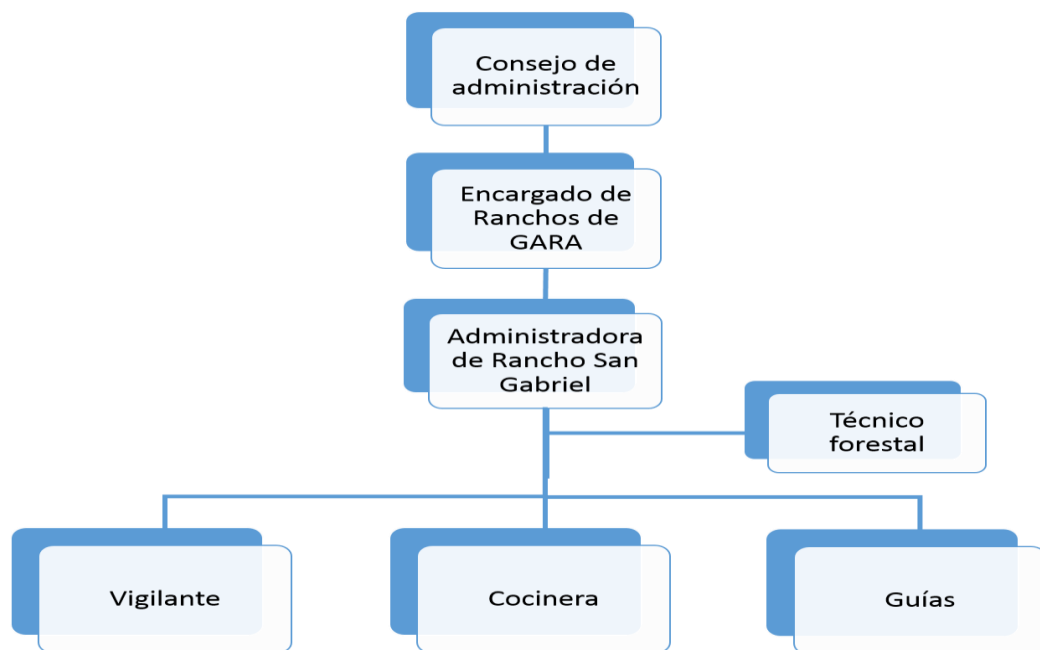 Consejo de
administración
Encargado de
Ranchos de
GARA
Administradora
de Rancho San
Gabriel
Técnico
forestal
Vigilante
Cocinera
Guías